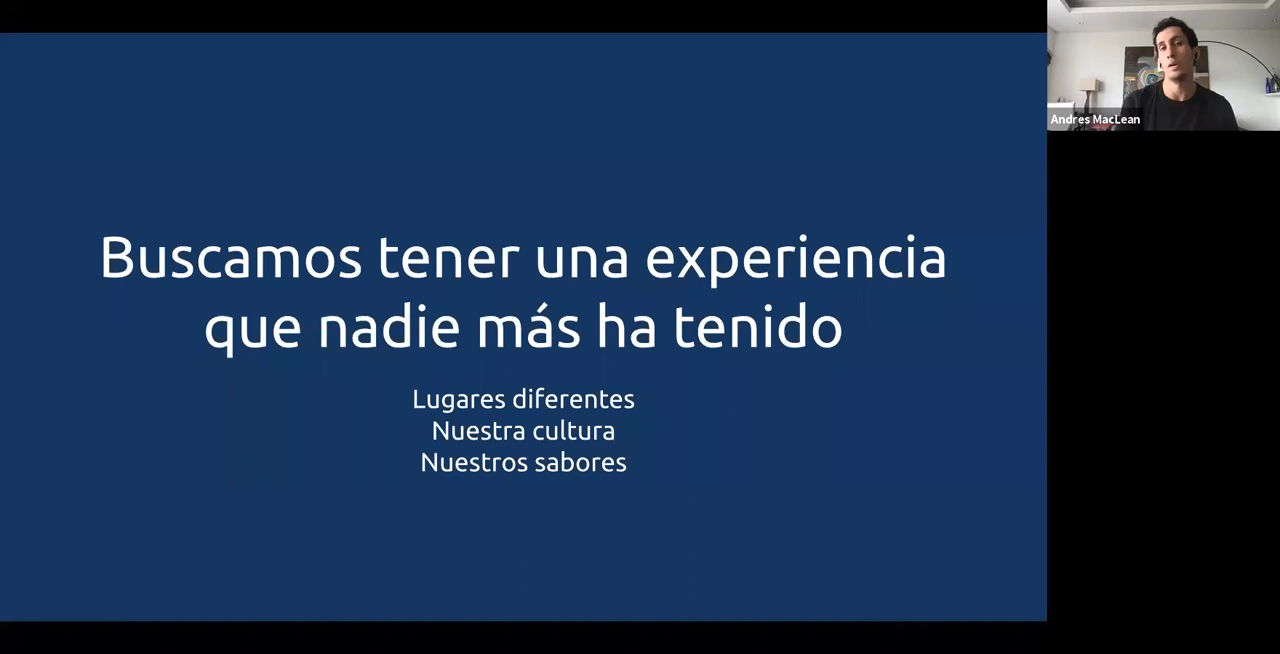 Buscamos tener una experiencia
que nadie más ha tenido
Lugares diferentes
Nuestra cultura
Nuestros sabores
Andres MacLean